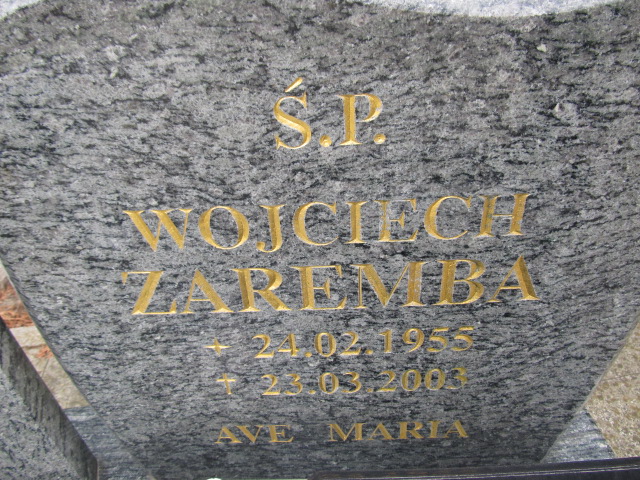 Ś.P.
WOJCIECH
ZAREMBA
+ 24.02.1955
† 23.03.2003
AVE MARIA